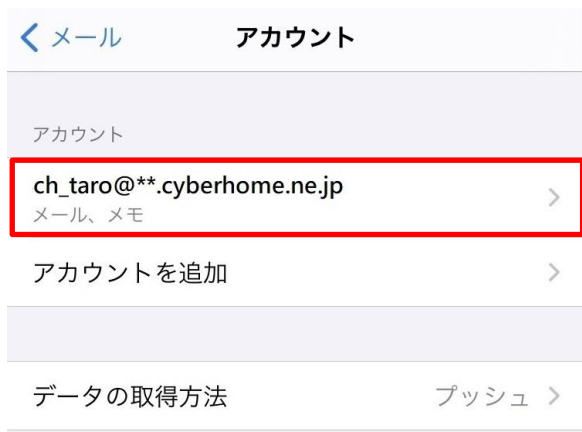 メール
アカウント
アカウント
ch_taro@**.cyberhome.ne.jp
メール、メモ
アカウントを追加
データの取得方法 プッシュ